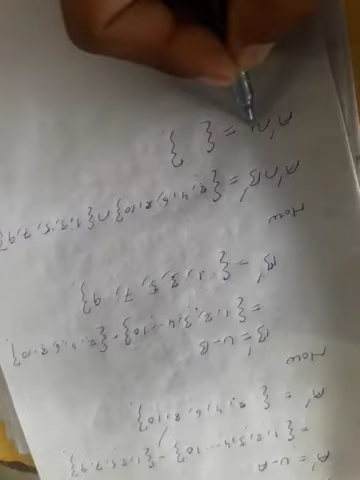 A' = U - A
= {1, 2, 3, 4 ... 10} - {1, 3, 5, 7, 9}
A' = {2, 4, 6, 8, 10}
Now
B' = U - B
= {1, 2, 3, 4 ... 10} - {2, 4, 6, 8, 10}
B' = {1, 3, 5, 7, 9}
Now
A' ∩ B' = {2, 4, 6, 8, 10} ∩ {1, 3, 5, 7, 9}
A' ∩ = { }